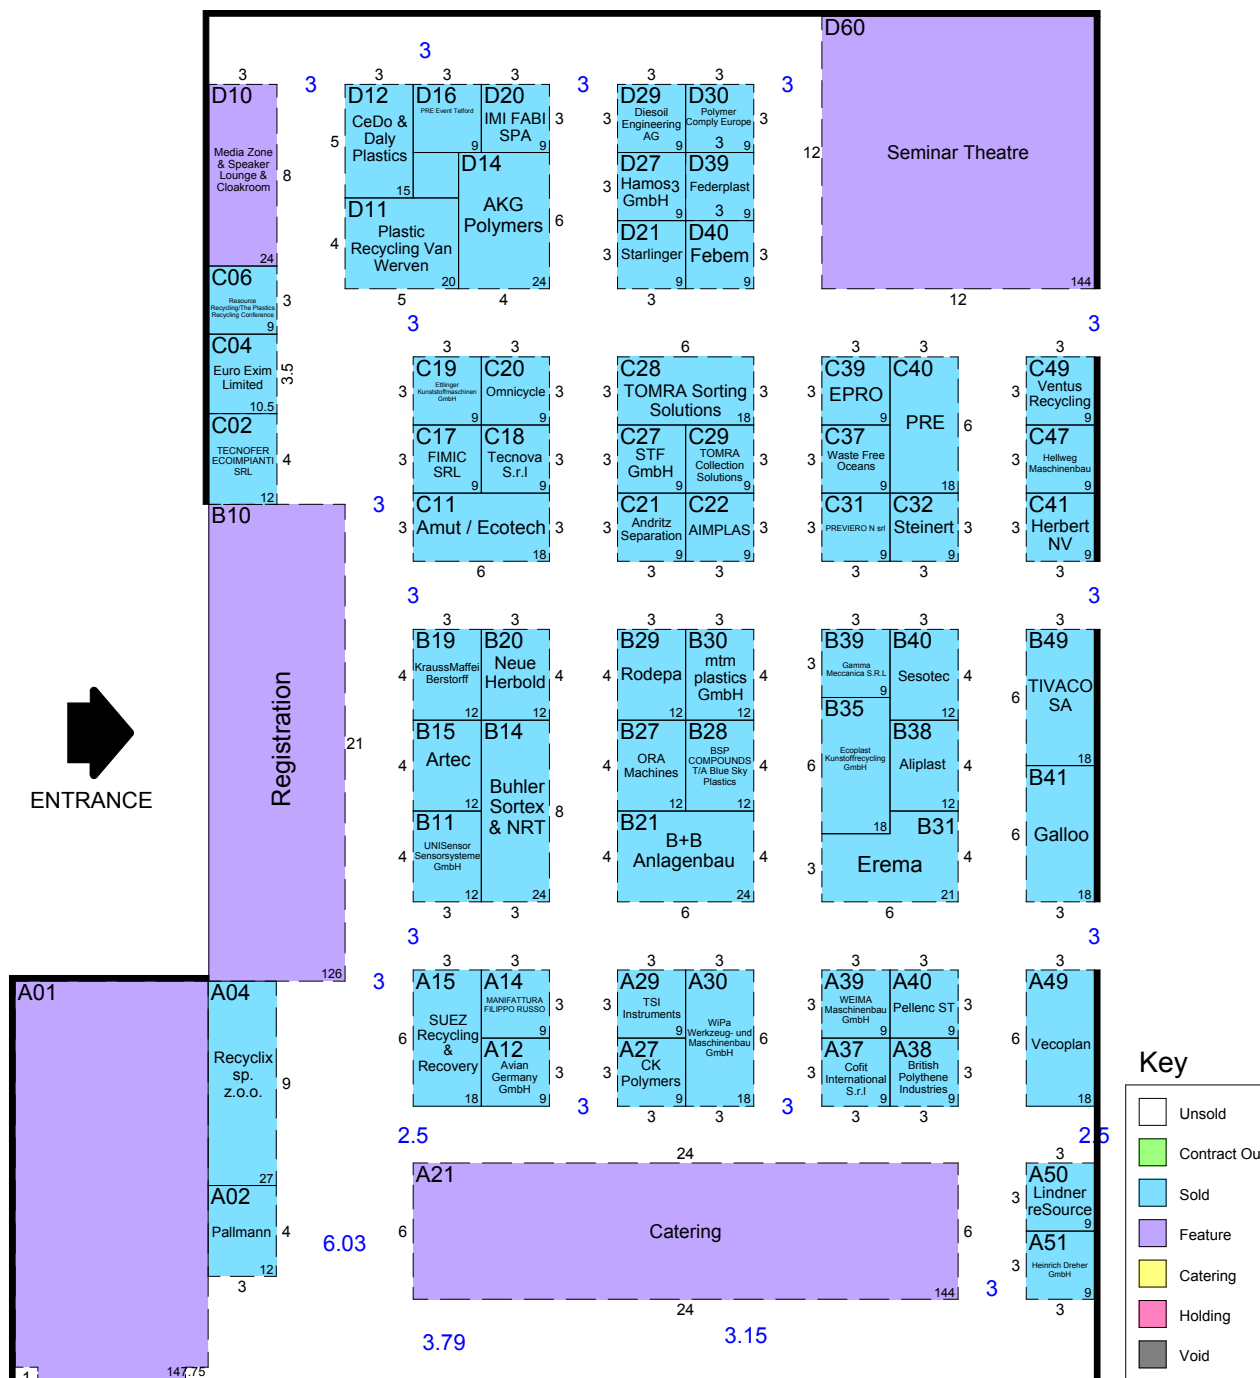 D60
Seminar Theatre
12
144
12
3
3
3
3
3
D10
Media Zone
& Speaker
Lounge &
Cloakroom
8
24
3
3
3
D12
CeDo &
Daly
Plastics
5
15
D16
PRE Event Telford
9
D20
IMI FABI
SPA
3
9
D14
AKG
Polymers
6
24
D11
Plastic
Recycling Van
Werven
4
20
5
4
3
3
D29
Diesoil
Engineering
AG
3
9
D30
Polymer
Comply Europe
3
3
9
D27
Hamos3
GmbH
3
9
D39
Federplast
3
3
9
D21
Starlinger
3
9
D40
Febem
3
9
3
C06
Resource
Recycling/The Plastics
Recycling Conference
3
9
C04
Euro Exim
Limited
3.5
10.5
C02
TECNOFER
ECOIMPIANTI
SRL
4
12
3
3
3
3
C19
Ettlinger
Kunststoffmaschinen
GmbH
3
9
C20
Omnicycle
3
9
C17
FIMIC
SRL
3
9
C18
Tecnova
S.r.l
3
9
C11
Amut / Ecotech
3
3
18
6
6
C28
TOMRA Sorting
Solutions
3
3
18
C27
STF
GmbH
3
9
C29
TOMRA
Collection
Solutions
3
9
C21
Andritz
Separation
3
9
C22
AIMPLAS
3
9
3
3
3
3
C39
EPRO
3
9
C40
PRE
6
18
C37
Waste Free
Oceans
3
9
C31
PREVIERO N srl
3
9
C32
Steinert
3
9
3
3
3
3
C49
Ventus
Recycling
3
9
C47
Hellweg
Maschinenbau
3
9
C41
Herbert
NV
3
9
3
3
3
3
B10
Registration
21
126
ENTRANCE
3
3
B19
KraussMaffei
Berstorff
4
12
B20
Neue
Herbold
4
12
B15
Artec
4
12
B14
Buhler
Sortex
& NRT
8
24
B11
UNISensor
Sensorsysteme
GmbH
4
12
3
3
3
3
B29
Rodepa
4
12
B30
mtm
plastics
GmbH
4
12
B27
ORA
Machines
4
12
B28
BSP
COMPOUNDS
T/A Blue Sky
Plastics
4
12
B21
B+B
Anlagenbau
4
4
24
6
3
3
B39
Gamma
Meccanica S.R.L
3
9
B40
Sesotec
4
12
B35
Ecoplast
Kunstoffrecycling
GmbH
6
18
B38
Aliplast
4
12
B31
Erema
3
4
21
6
3
B49
TIVACO
SA
6
18
B41
Galloo
6
18
3
3
3
3
A01
1
147.75
A04
Recyclix
sp.
z.o.o.
9
27
A02
Pallmann
4
12
3
3
3
A15
SUEZ
Recycling
&
Recovery
6
18
A14
MANIFATTURA
FILIPPO RUSSO
3
9
A12
Avian
Germany
GmbH
3
9
3
3
3
A29
TSI
Instruments
3
9
A30
WiPa
Werkzeug- und
Maschinenbau
GmbH
6
18
A27
CK
Polymers
3
9
3
3
3
3
3
A39
WEIMA
Maschinenbau
GmbH
3
9
A40
Pellenc ST
3
9
A37
Cofit
International
S.r.l
3
9
A38
British
Polythene
Industries
3
9
3
3
3
A49
Vecoplan
6
18
2.5
2.5
24
A21
Catering
6
6
144
24
6.03
3.79
3.15
3
3
A50
Lindner
reSource
3
9
A51
Heinrich Dreher
GmbH
3
9
3
Key
Unsold
Contract Ou
Sold
Feature
Catering
Holding
Void